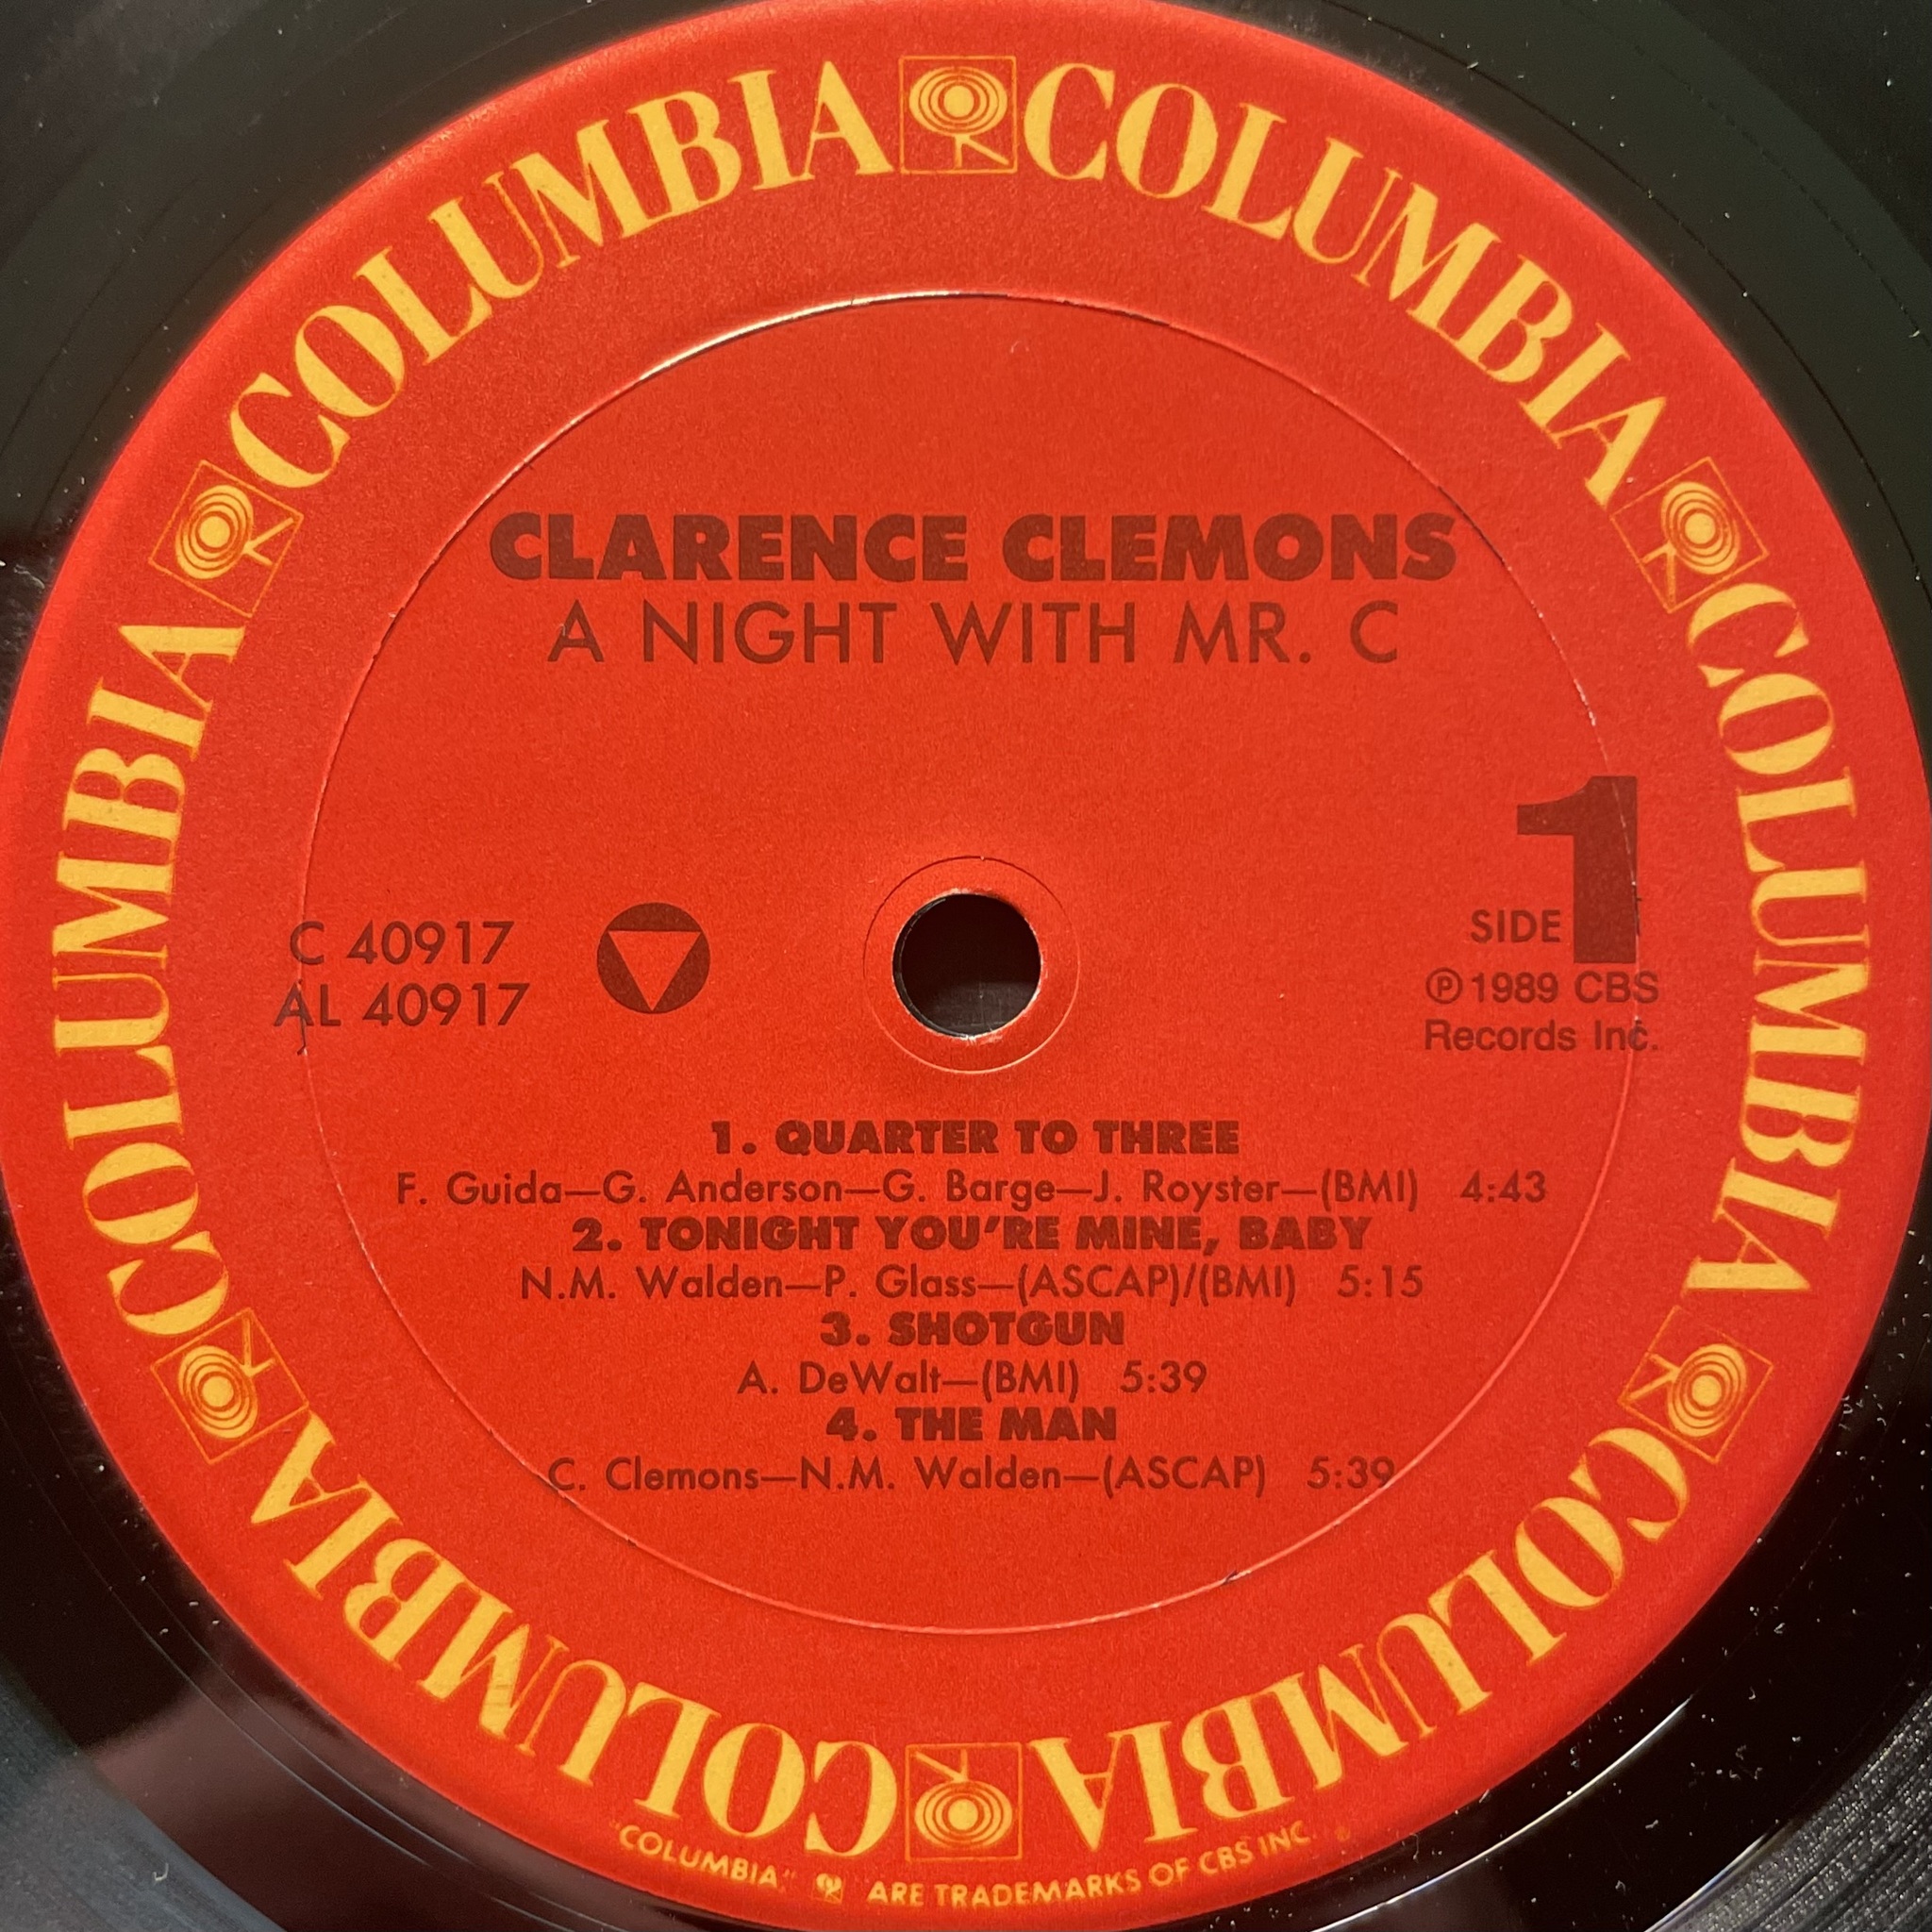 COLUMBIA COLUMBIA COLUMBIA COLUMBIA COLUMBIA COLUMBIA
CLARENCE CLEMONS
A NIGHT WITH MR. C
C 40917
AL 40917
SIDE 1
Ⓟ 1989 CBS
Records Inc.
1. QUARTER TO THREE
F. Guida—G. Anderson—G. Barge—J. Royster—(BMI) 4:43
2. TONIGHT YOU'RE MINE, BABY
N.M. Walden—P. Glass—(ASCAP)/(BMI) 5:15
3. SHOTGUN
A. DeWalt—(BMI) 5:39
4. THE MAN
C. Clemons—N.M. Walden—(ASCAP) 5:39
"COLUMBIA," ARE TRADEMARKS OF CBS INC.